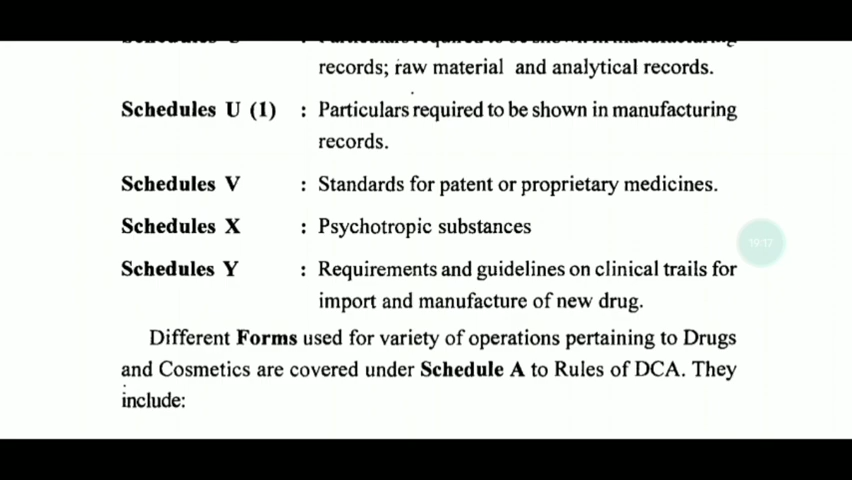 records; raw material and analytical records.
Schedules U (1) : Particulars required to be shown in manufacturing
records.
Schedules V : Standards for patent or proprietary medicines.
Schedules X : Psychotropic substances
19:17
Schedules Y : Requirements and guidelines on clinical trails for
import and manufacture of new drug.
Different Forms used for variety of operations pertaining to Drugs
and Cosmetics are covered under Schedule A to Rules of DCA. They
include: